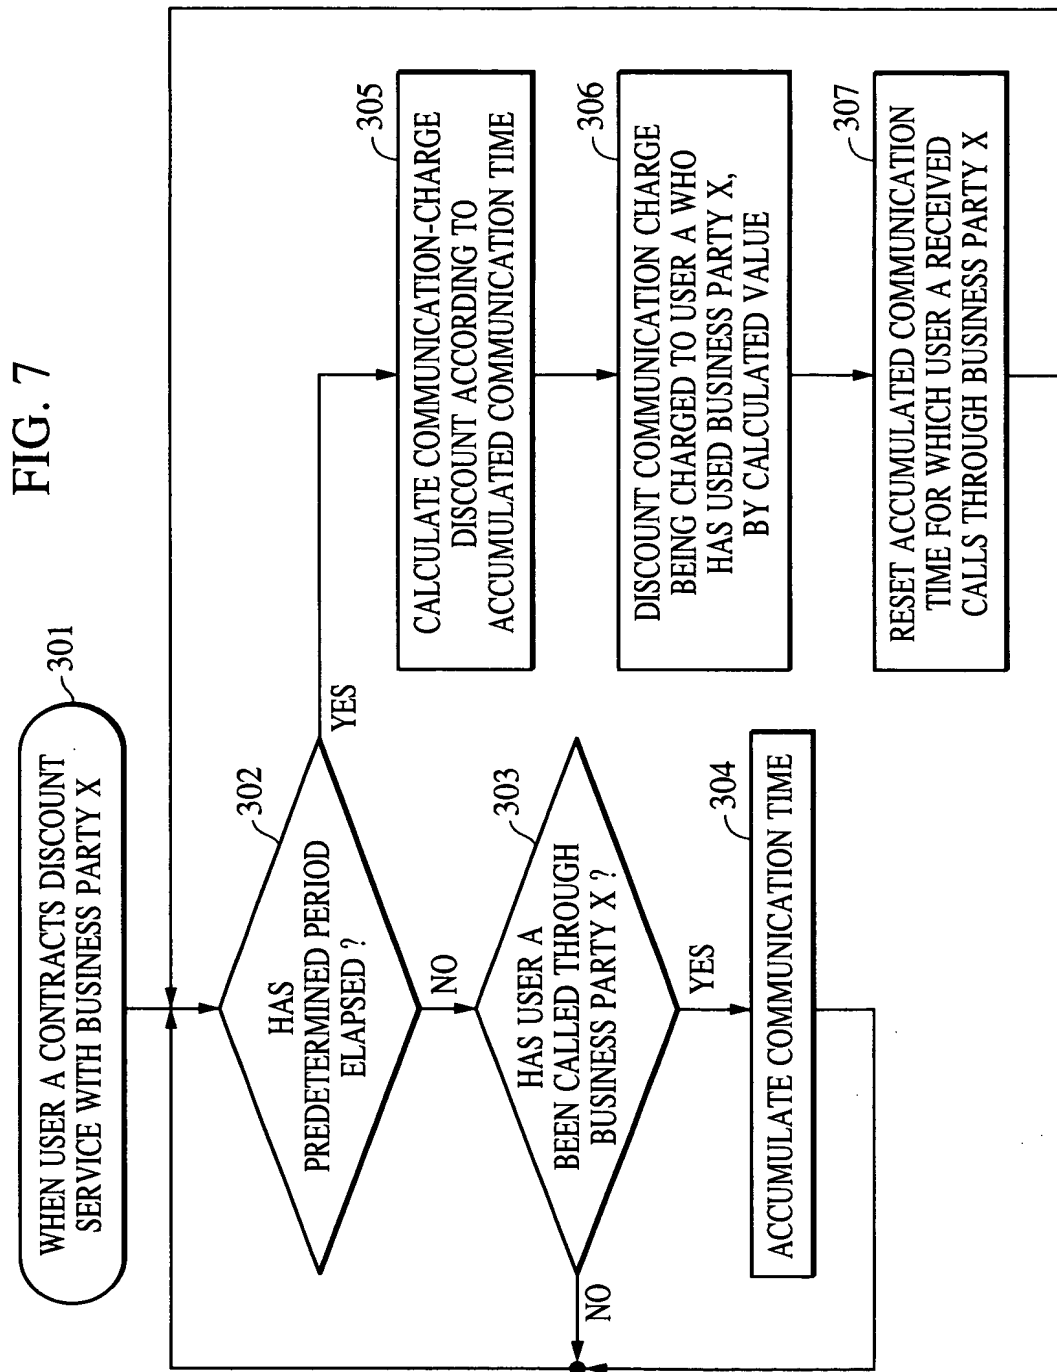 FIG. 7
WHEN USER A CONTRACTS DISCOUNT
SERVICE WITH BUSINESS PARTY X
301
HAS
PREDETERMINED PERIOD
ELAPSED ?
302
YES
NO
HAS USER A
BEEN CALLED THROUGH
BUSINESS PARTY X ?
303
YES
NO
ACCUMULATE COMMUNICATION TIME
304
CALCULATE COMMUNICATION-CHARGE
DISCOUNT ACCORDING TO
ACCUMULATED COMMUNICATION TIME
305
DISCOUNT COMMUNICATION CHARGE
BEING CHARGED TO USER A WHO
HAS USED BUSINESS PARTY X,
BY CALCULATED VALUE
306
RESET ACCUMULATED COMMUNICATION
TIME FOR WHICH USER A RECEIVED
CALLS THROUGH BUSINESS PARTY X
307